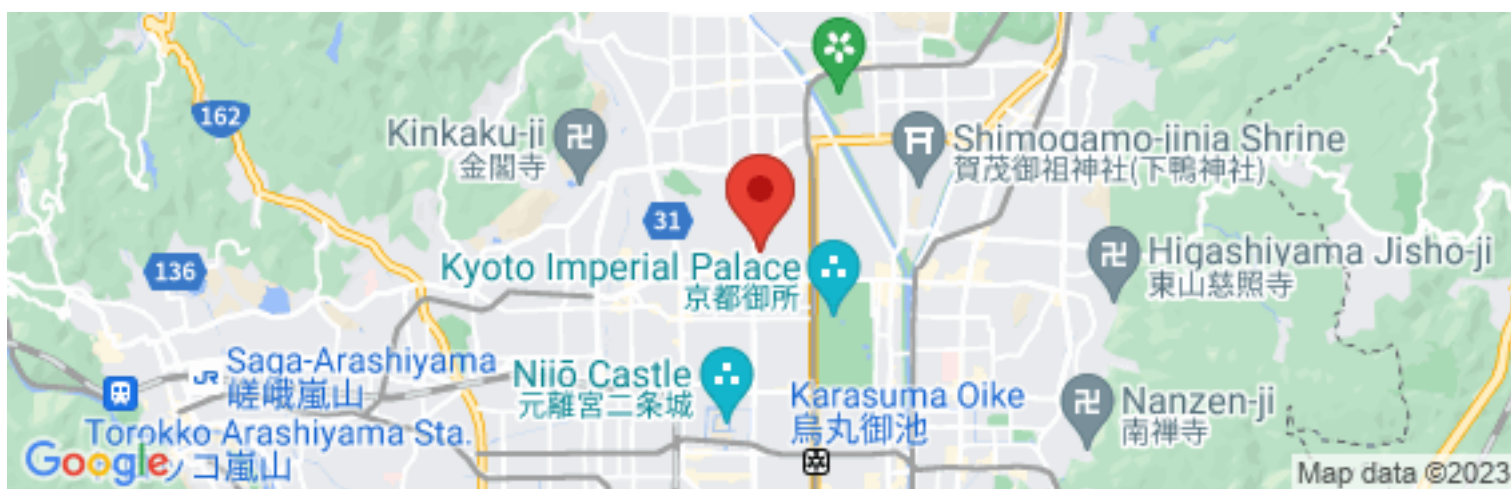 162
Kinkaku-ji
金閣寺
Shimogamo-jinja Shrine
賀茂御祖神社(下鴨神社)
31
136
Kyoto Imperial Palace
京都御所
Higashiyama Jisho-ji
東山慈照寺
Saga-Arashiyama
嵯峨嵐山
JR
Nijō Castle
元離宮二条城
Karasuma Oike
烏丸御池
Nanzen-ji
南禅寺
Torokko Arashiyama Sta.
コ嵐山
Google
Map data ©2023